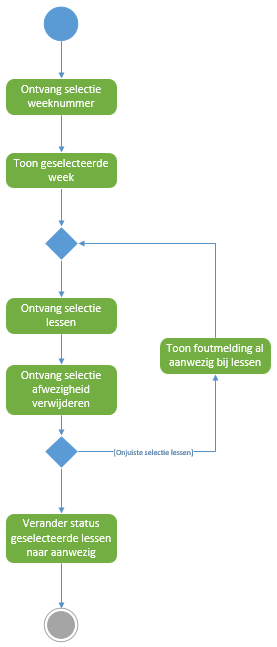 Ontvang selectie
weeknummer
Toon geselecteerde
week
Ontvang selectie
lessen
Toon foutmelding al
aanwezig bij lessen
Ontvang selectie
afwezigheid
verwijderen
[Onjuiste selectie lessen]
Verander status
geselecteerde lessen
naar aanwezig